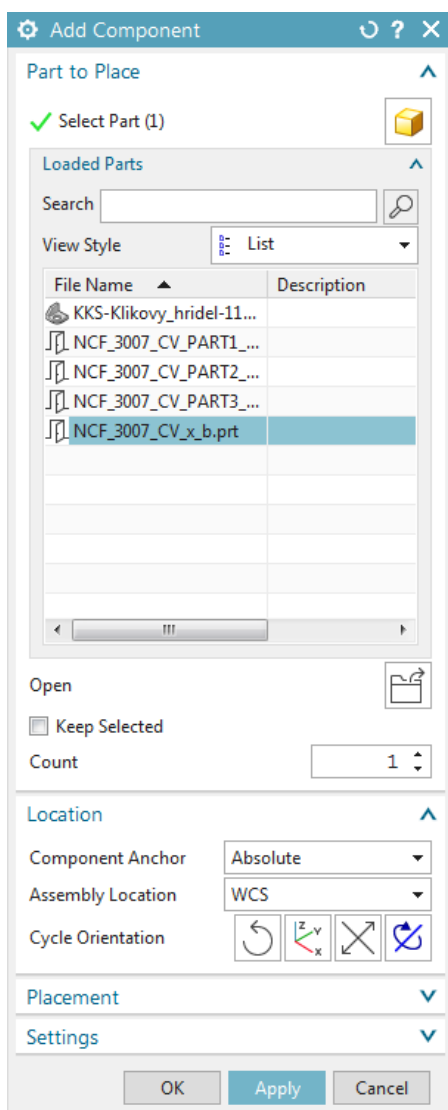 Add Component ?
Part to Place
Select Part (1)
Loaded Parts
Search
View Style List
File Name Description
KKS-Klikovy_hridel-11...
NCF_3007_CV_PART1_...
NCF_3007_CV_PART2_...
NCF_3007_CV_PART3_...
NCF_3007_CV_x_b.prt
Open
Keep Selected
Count 1
Location
Component Anchor Absolute
Assembly Location WCS
Cycle Orientation Z Y X
Placement
Settings
OK Apply Cancel